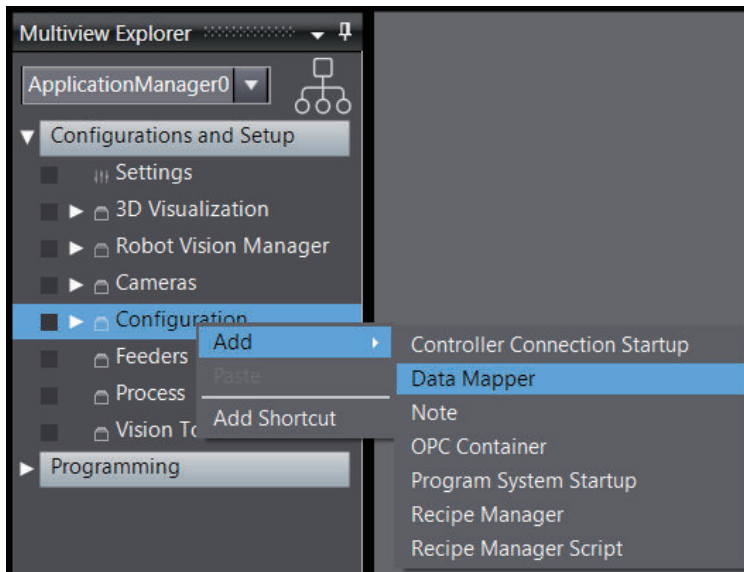 Multiview Explorer
ApplicationManager0
Configurations and Setup
Settings
3D Visualization
Robot Vision Manager
Cameras
Configuration
Add
Controller Connection Startup
Feeders
Paste
Data Mapper
Process
Note
Vision To
Add Shortcut
OPC Container
Programming
Program System Startup
Recipe Manager
Recipe Manager Script